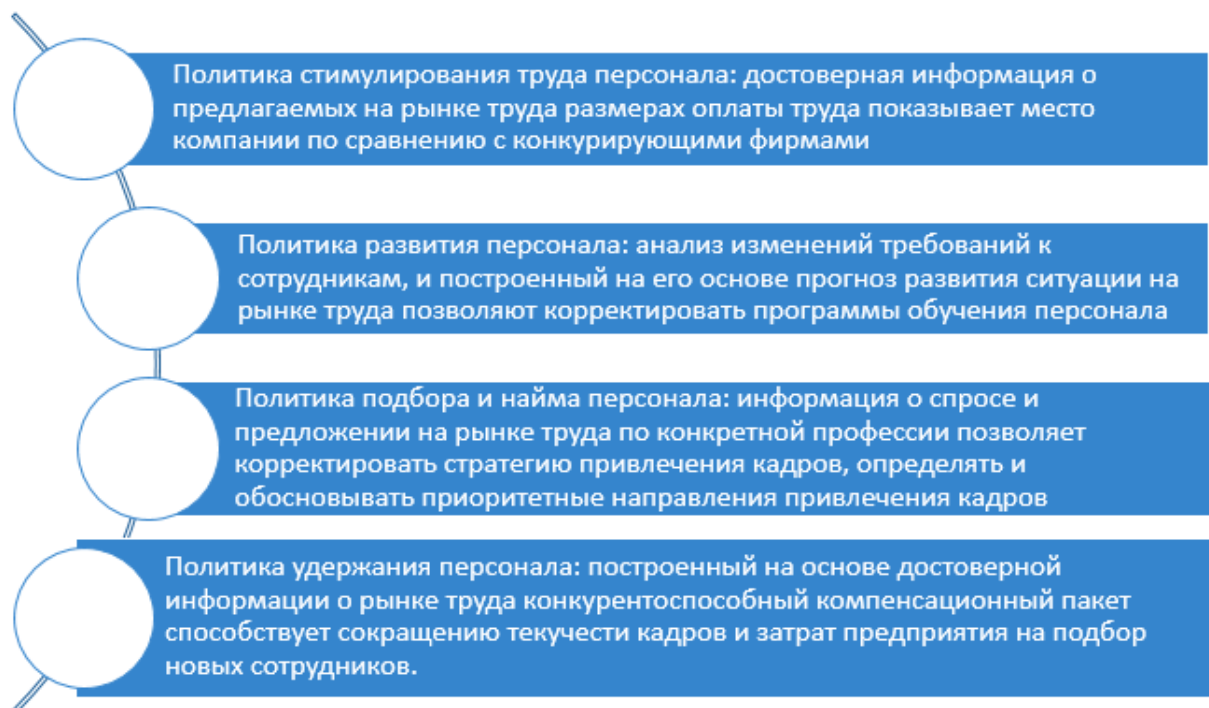 Политика стимулирования труда персонала: достоверная информация о
предлагаемых на рынке труда размерах оплаты труда показывает место
компании по сравнению с конкурирующими фирмами
Политика развития персонала: анализ изменений требований к
сотрудникам, и построенный на его основе прогноз развития ситуации на
рынке труда позволяют корректировать программы обучения персонала
Политика подбора и найма персонала: информация о спросе и
предложении на рынке труда по конкретной профессии позволяет
корректировать стратегию привлечения кадров, определять и
обосновывать приоритетные направления привлечения кадров
Политика удержания персонала: построенный на основе достоверной
информации о рынке труда конкурентоспособный компенсационный пакет
способствует сокращению текучести кадров и затрат предприятия на подбор
новых сотрудников.